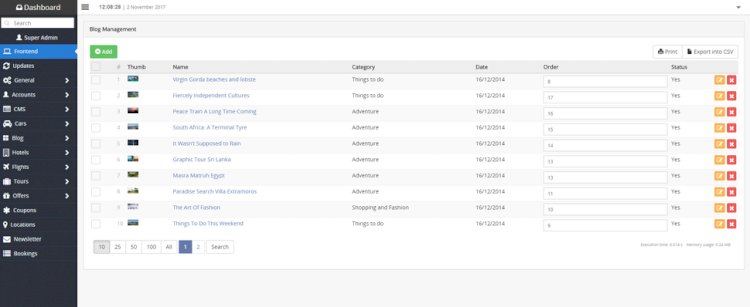 Dashboard
12:08:28 | 2 November 2017
Search
Super Admin
Frontend
Updates
General
Accounts
CMS
Cars
Blog
Hotels
Flights
Tours
Offers
Coupons
Locations
Newsletter
Bookings
Blog Management
Add
Print Export into CSV
# Thumb Name Category Date Order Status
1 Virgin Gorda beaches and lobste Things to do 16/12/2014 8 Yes
2 Fiercely Independent Cultures Things to do 16/12/2014 17 Yes
3 Peace Train A Long Time Coming Adventure 16/12/2014 16 Yes
4 South Africa: A Terminal Tyre Adventure 16/12/2014 15 Yes
5 It Wasn't Supposed to Rain Adventure 16/12/2014 14 Yes
6 Graphic Tour Sri Lanka Adventure 16/12/2014 13 Yes
7 Masra Matruh Egypt Adventure 16/12/2014 13 Yes
8 Paradise Search Villa Extramoros Adventure 16/12/2014 11 Yes
9 The Art Of Fashion Shopping and Fashion 16/12/2014 10 Yes
10 Things To Do This Weekend Things to do 16/12/2014 9 Yes
10 25 50 100 All 1 2 Search
Execution time: Memory usage: